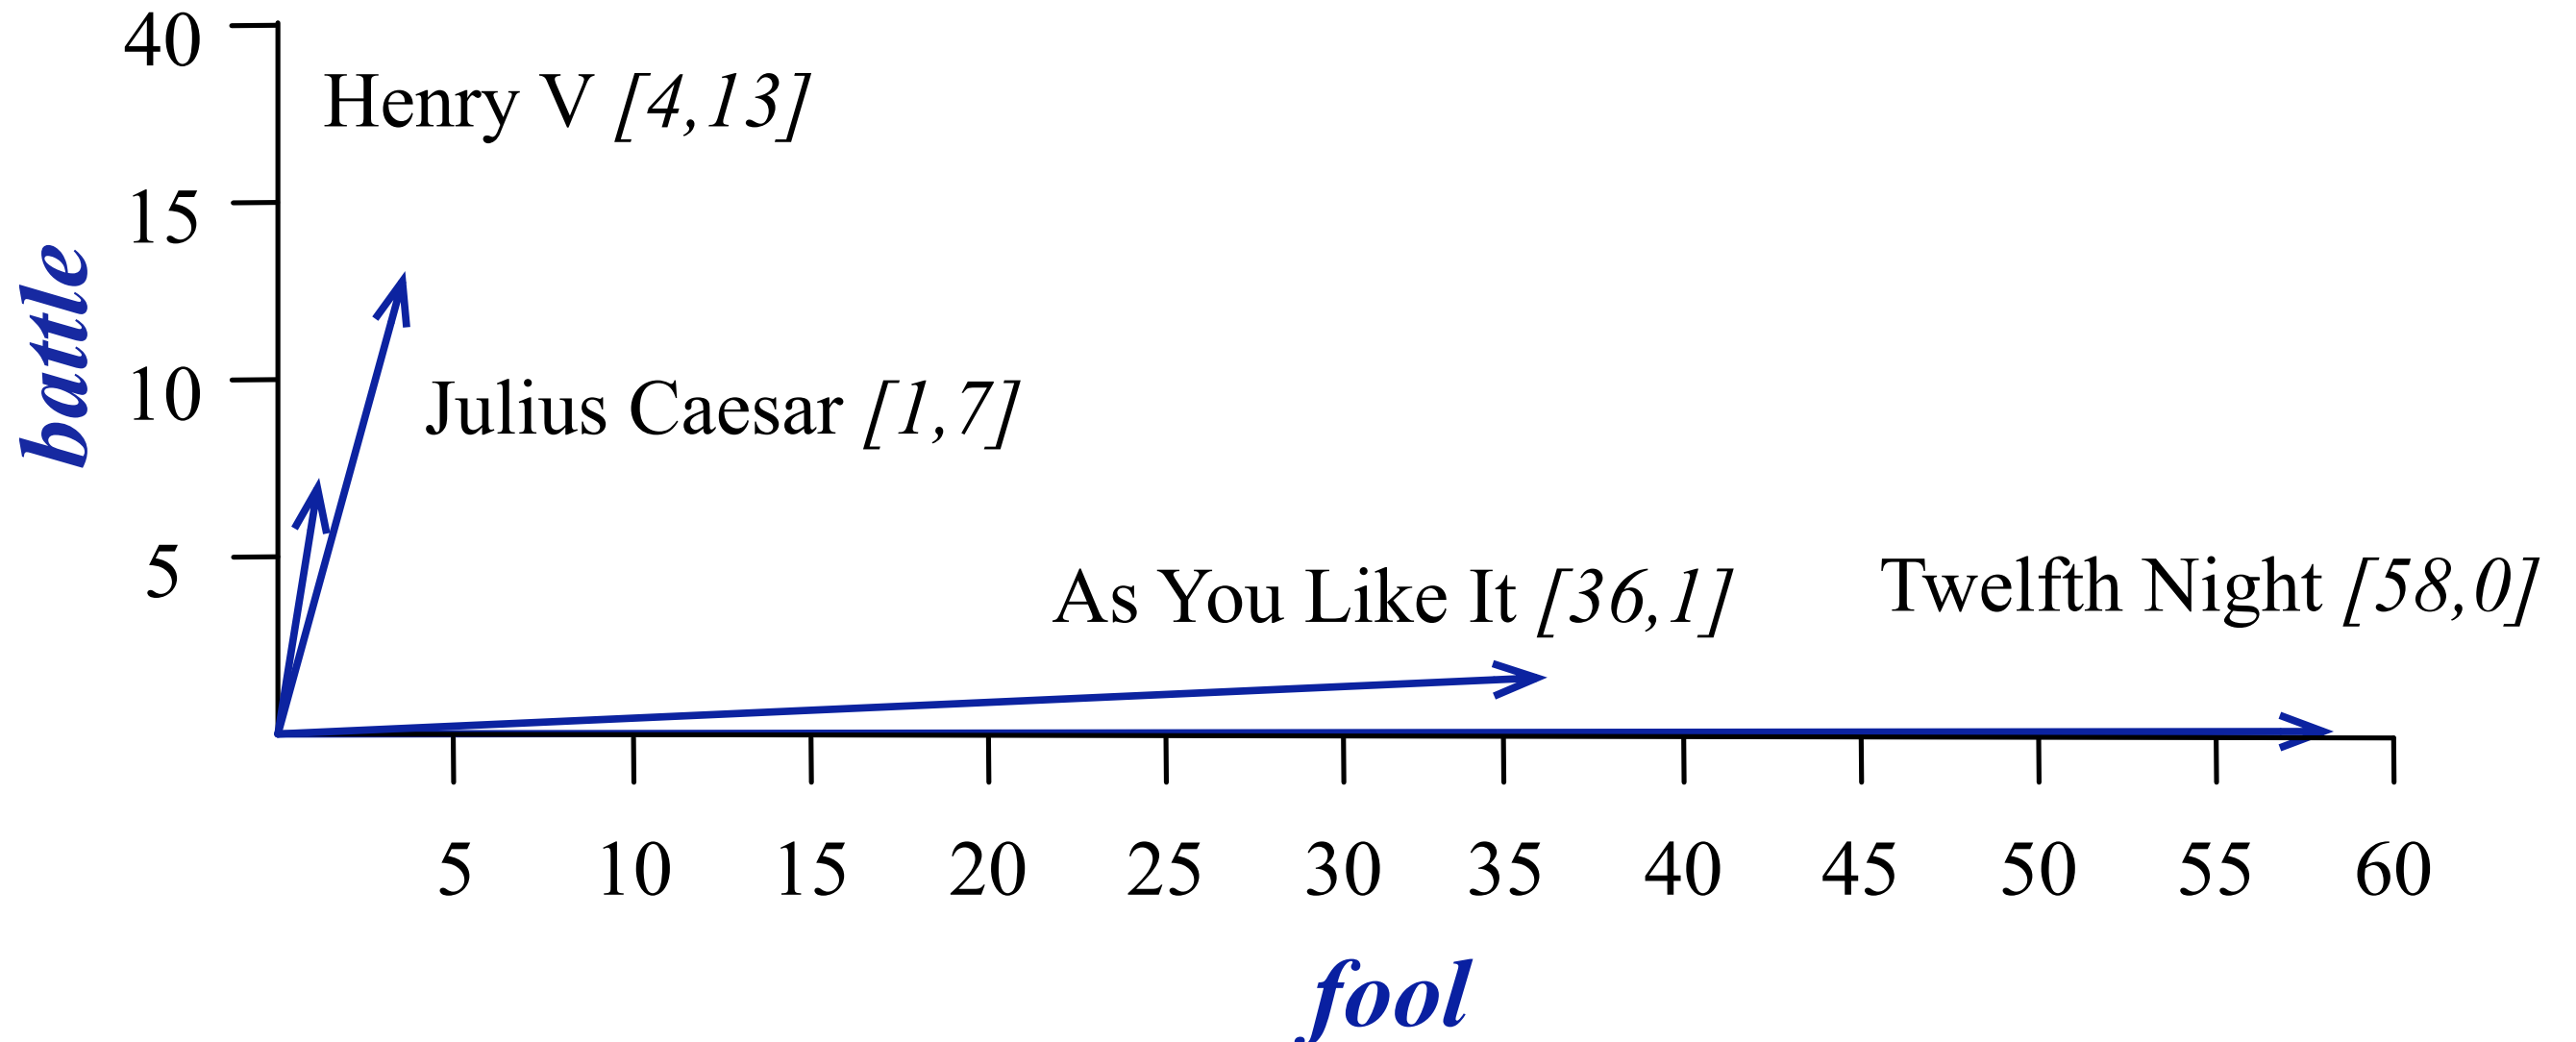 40
Henry V [4,13]
15
battle
10
Julius Caesar [1,7]
5
As You Like It [36,1]
Twelfth Night [58,0]
5 10 15 20 25 30 35 40 45 50 55 60
fool